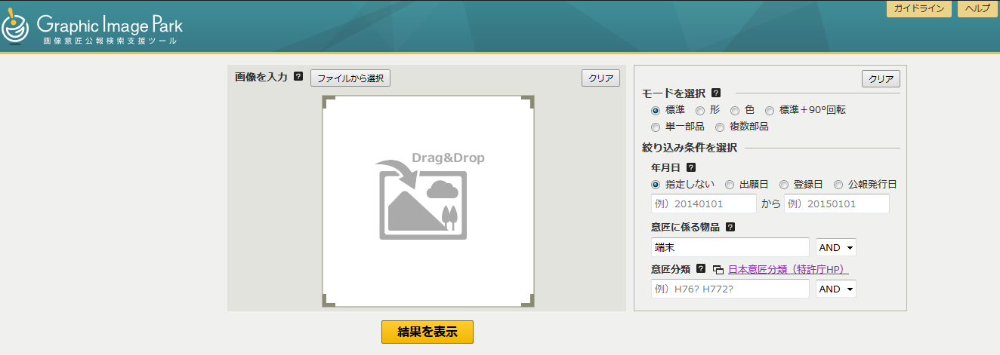 Graphic Image Park
画像意匠公報検索支援ツール
ガイドライン ヘルプ
画像を入力 ? ファイルから選択 クリア
Drag&Drop
結果を表示
クリア
モードを選択 ?
標準 形 色 標準+90°回転
単一部品 複数部品
絞り込み条件を選択
年月日 ?
指定しない 出願日 登録日 公報発行日
例）20140101 から 例）20150101
意匠に係る物品 ?
端末 AND
意匠分類 ? 日本意匠分類（特許庁HP）
例）H76? H772? AND